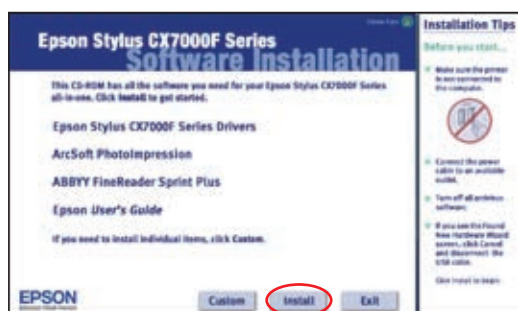 Epson Stylus CX7000F Series
Software Installation
This CD-ROM has all the software you need for your Epson Stylus CX7000F Series
all-in-one. Click Install to get started.
Epson Stylus CX7000F Series Drivers
ArcSoft PhotoImpression
ABBYY FineReader Sprint Plus
Epson User's Guide
If you need to install individual items, click Custom.
EPSON
Custom
Install
Exit
Installation Tips
Before you start...
Make sure the printer
is not connected to
the computer.
Connect the power
cable to an available
outlet.
Turn off all antivirus
software.
If you see the Found
New Hardware Wizard
screen, click Cancel
and disconnect the
USB cable.
Click Install to begin.